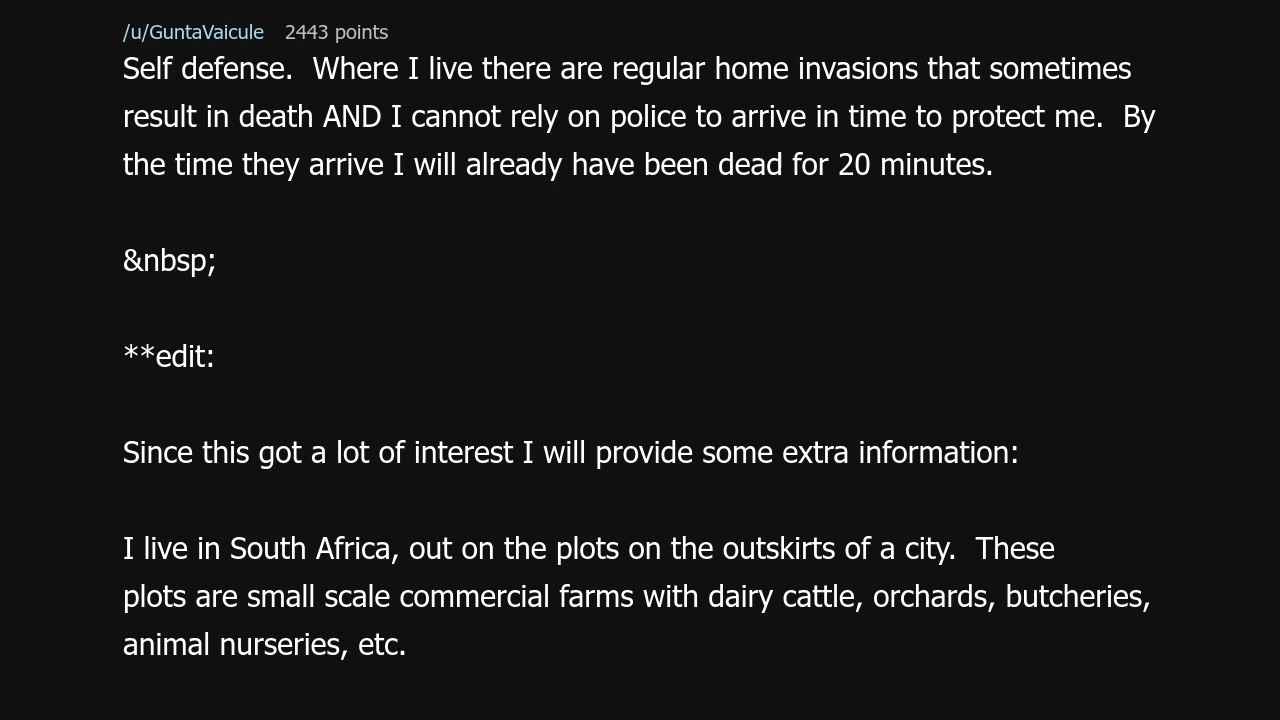 /u/GuntaVaicule 2443 points
Self defense.  Where I live there are regular home invasions that sometimes
result in death AND I cannot rely on police to arrive in time to protect me.  By
the time they arrive I will already have been dead for 20 minutes.
&nbsp;
**edit:
Since this got a lot of interest I will provide some extra information:
I live in South Africa, out on the plots on the outskirts of a city.  These
plots are small scale commercial farms with dairy cattle, orchards, butcheries,
animal nurseries, etc.